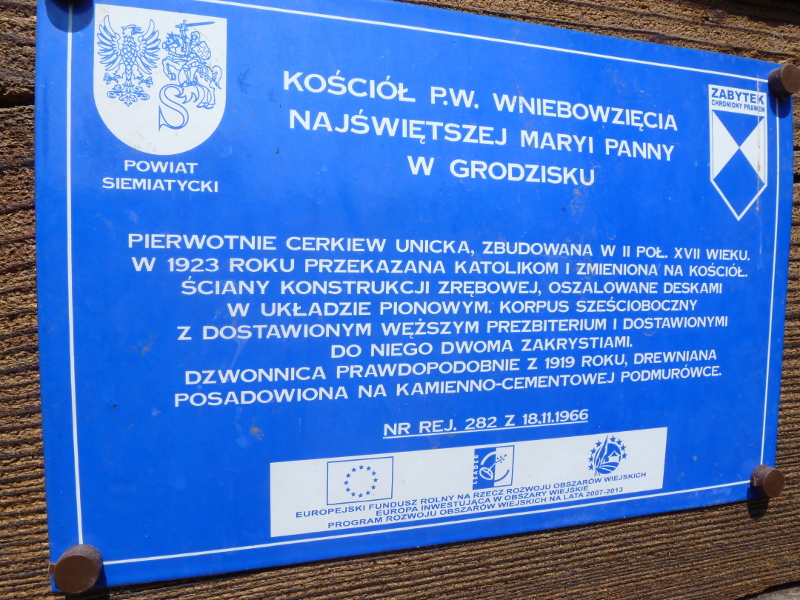 POWIAT
SIEMIATYCKI
KOŚCIÓŁ P.W. WNIEBOWZIĘCIA
NAJŚWIĘTSZEJ MARYI PANNY
W GRODZISKU
ZABYTEK
CHRONIONY PRAWEM
PIERWOTNIE CERKIEW UNICKA, ZBUDOWANA W II POŁ. XVII WIEKU.
W 1923 ROKU PRZEKAZANA KATOLIKOM I ZMIENIONA NA KOŚCIÓŁ.
ŚCIANY KONSTRUKCJI ZRĘBOWEJ, OSZALOWANE DESKAMI
W UKŁADZIE PIONOWYM. KORPUS SZEŚCIOBOCZNY
Z DOSTAWIONYM WĘŻSZYM PREZBITERIUM I DOSTAWIONYMI
DO NIEGO DWOMA ZAKRYSTIAMI.
DZWONNICA PRAWDOPODOBNIE Z 1919 ROKU, DREWNIANA
POSADOWIONA NA KAMIENNO-CEMENTOWEJ PODMURÓWCE.
NR REJ. 282 Z 18.11.1966
EUROPEJSKI FUNDUSZ ROLNY NA RZECZ ROZWOJU OBSZARÓW WIEJSKICH
EUROPA INWESTUJĄCA W OBSZARY WIEJSKIE
PROGRAM ROZWOJU OBSZARÓW WIEJSKICH NA LATA 2007-2013